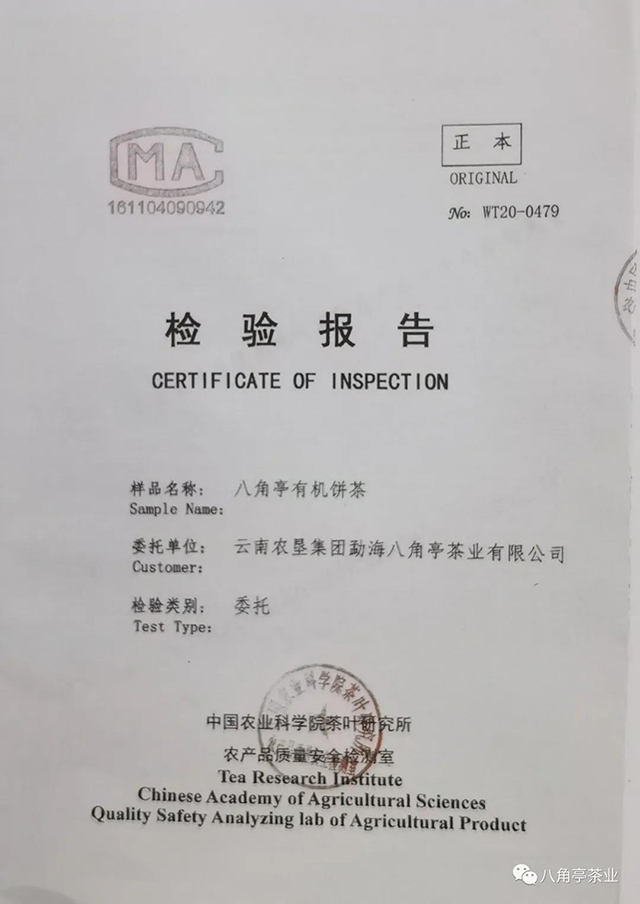 CMA
161104090942
正 本
ORIGINAL
No: WT20-0479
检 验 报 告
CERTIFICATE OF INSPECTION
样品名称: 八角亭有机饼茶
Sample Name:
委托单位: 云南农垦集团勐海八角亭茶业有限公司
Customer:
检验类别: 委托
Test Type:
中国农业科学院茶叶研究所
农产品质量安全检测室
Tea Research Institute
Chinese Academy of Agricultural Sciences
Quality Safety Analyzing lab of Agricultural Product
八角亭茶业